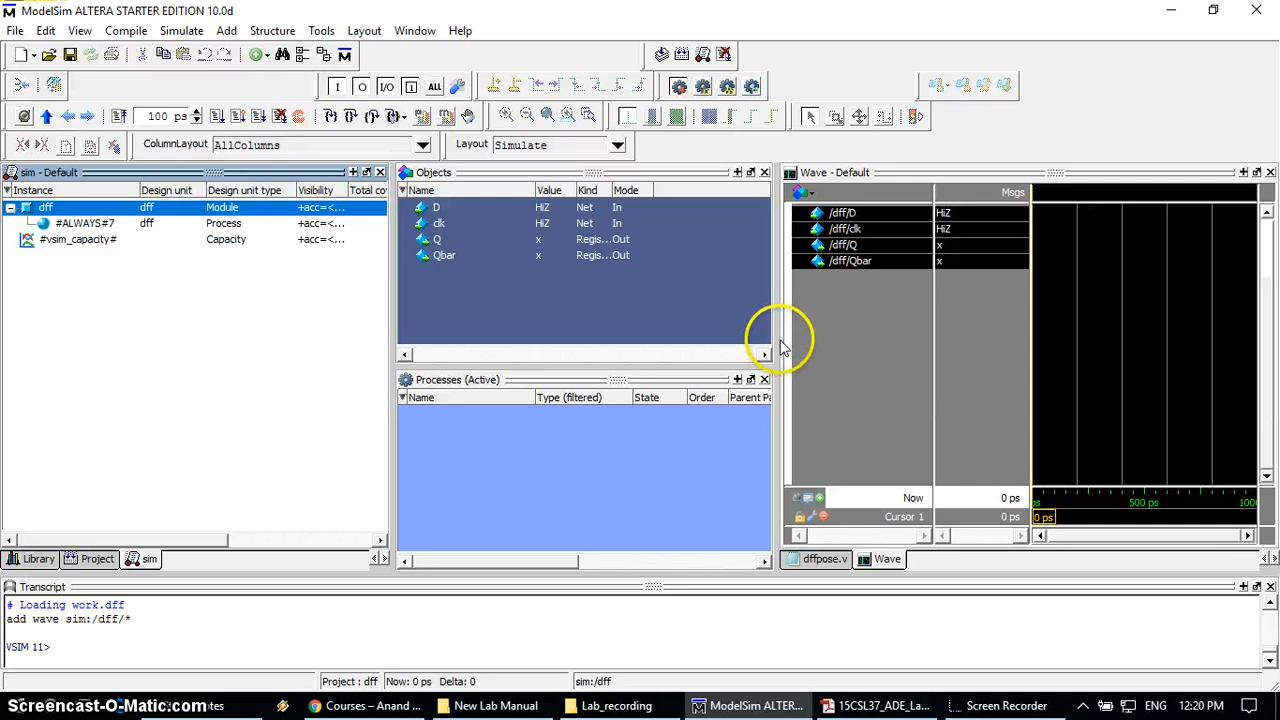 ModelSim ALTERA STARTER EDITION 10.0d
File Edit View Compile Simulate Add Structure Tools Layout Window Help
100 ps
ColumnLayout AllColumns Layout Simulate
sim - Default
Instance Design unit Design unit type Visibility Total co
dff dff Module +acc=<...
#ALWAYS#7 dff Process +acc=<...
#vsim_capacity# Capacity +acc=<...
Library Project sim
Objects
Name Value Kind Mode
D HiZ Net In
clk HiZ Net In
Q x Regis... Out
Qbar x Regis... Out
Processes (Active)
Name Type (filtered) State Order Parent Pa
Wave - Default
Msgs
/dff/D HiZ
/dff/clk HiZ
/dff/Q x
/dff/Qbar x
Now 0 ps ps 500 ps 1000
Cursor 1 0 ps 0 ps
dffpose.v Wave
Transcript
# Loading work.dff
add wave sim:/dff/*
VSIM 11>
Project : dff Now: 0 ps Delta: 0 sim:/dff
Screencast-O-Matic.com
Courses – Anand ... New Lab Manual Lab_recording ModelSim ALTER... 15CSL37_ADE_La... Screen Recorder ENG 12:20 PM